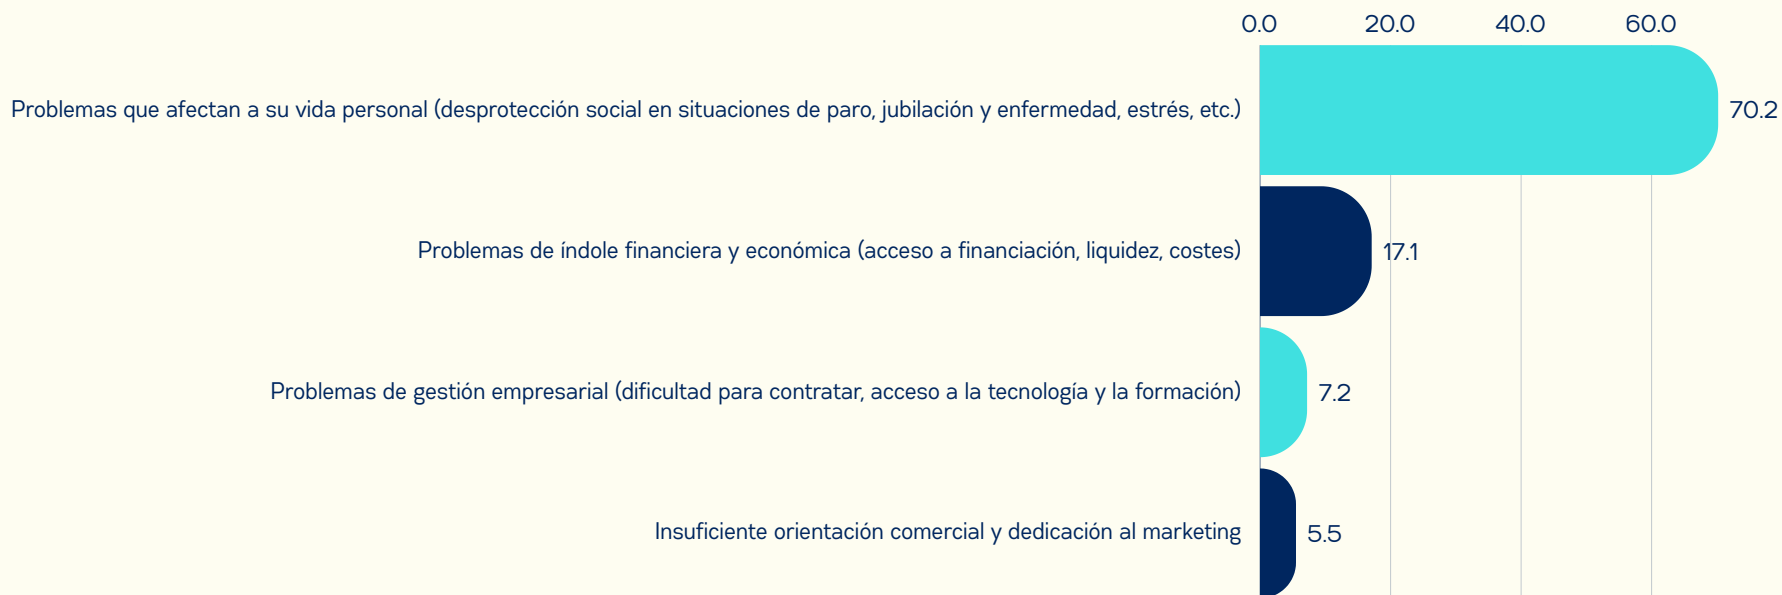 0.0 20.0 40.0 60.0
Problemas que afectan a su vida personal (desprotección social en situaciones de paro, jubilación y enfermedad, estrés, etc.) 70.2
Problemas de índole financiera y económica (acceso a financiación, liquidez, costes) 17.1
Problemas de gestión empresarial (dificultad para contratar, acceso a la tecnología y la formación) 7.2
Insuficiente orientación comercial y dedicación al marketing 5.5